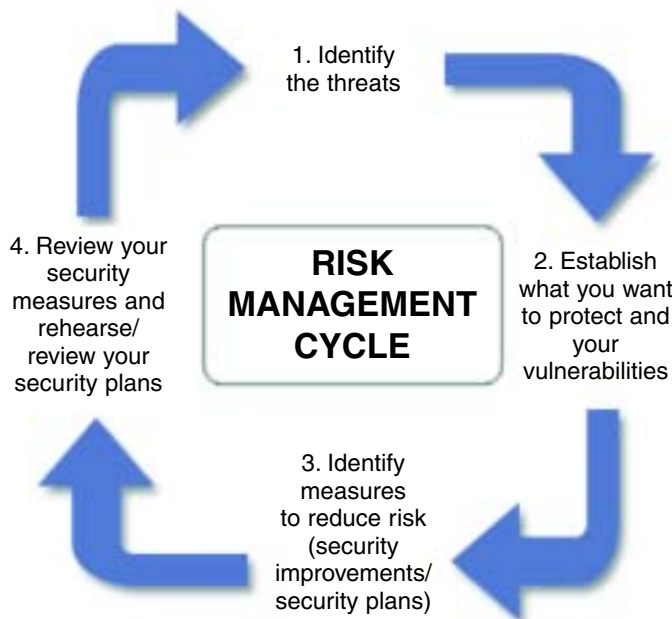 1. Identify
the threats
2. Establish
what you want
to protect and
your
vulnerabilities
3. Identify
measures
to reduce risk
(security
improvements/
security plans)
4. Review your
security
measures and
rehearse/
review your
security plans
RISK
MANAGEMENT
CYCLE